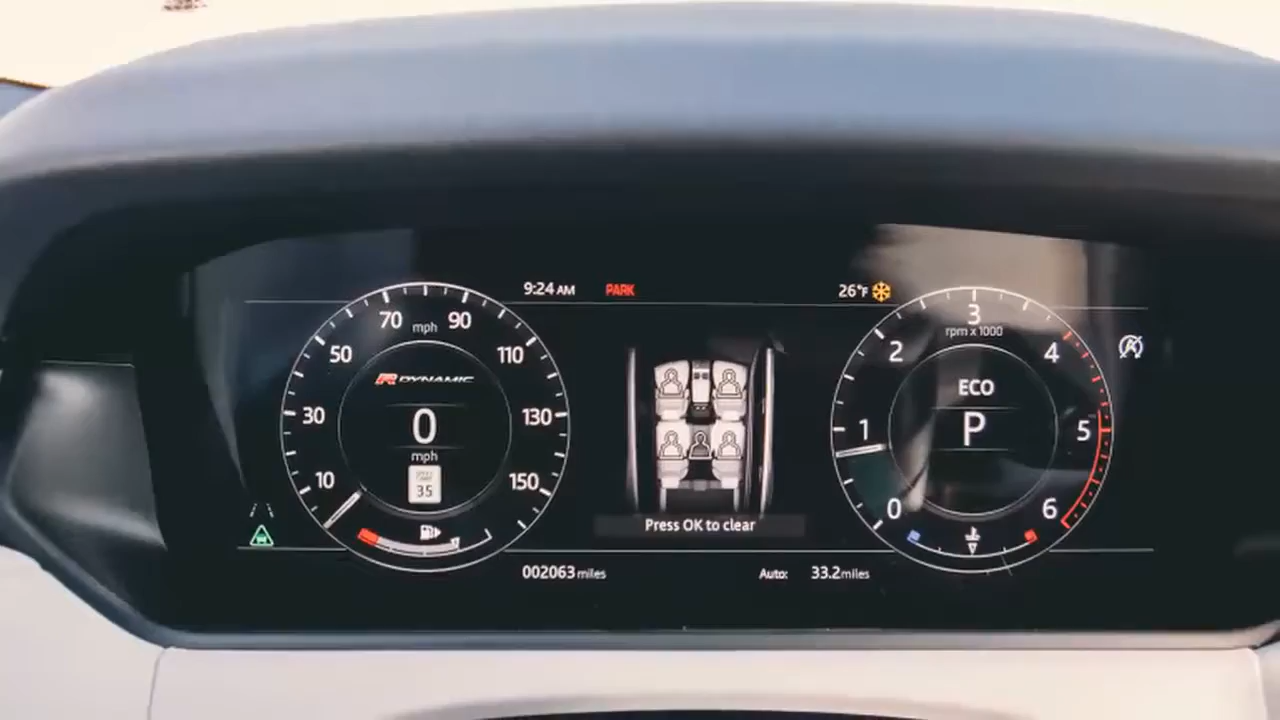 9:24 AM
PARK
26°F
70 mph 90
50 110
R DYNAMIC
30 0 130
mph
10 150
SPEED
LIMIT
35
002063 miles
Press OK to clear
Auto: 33.2 miles
3
rpm x 1000
2 4
ECO
1 P 5
0 6
A